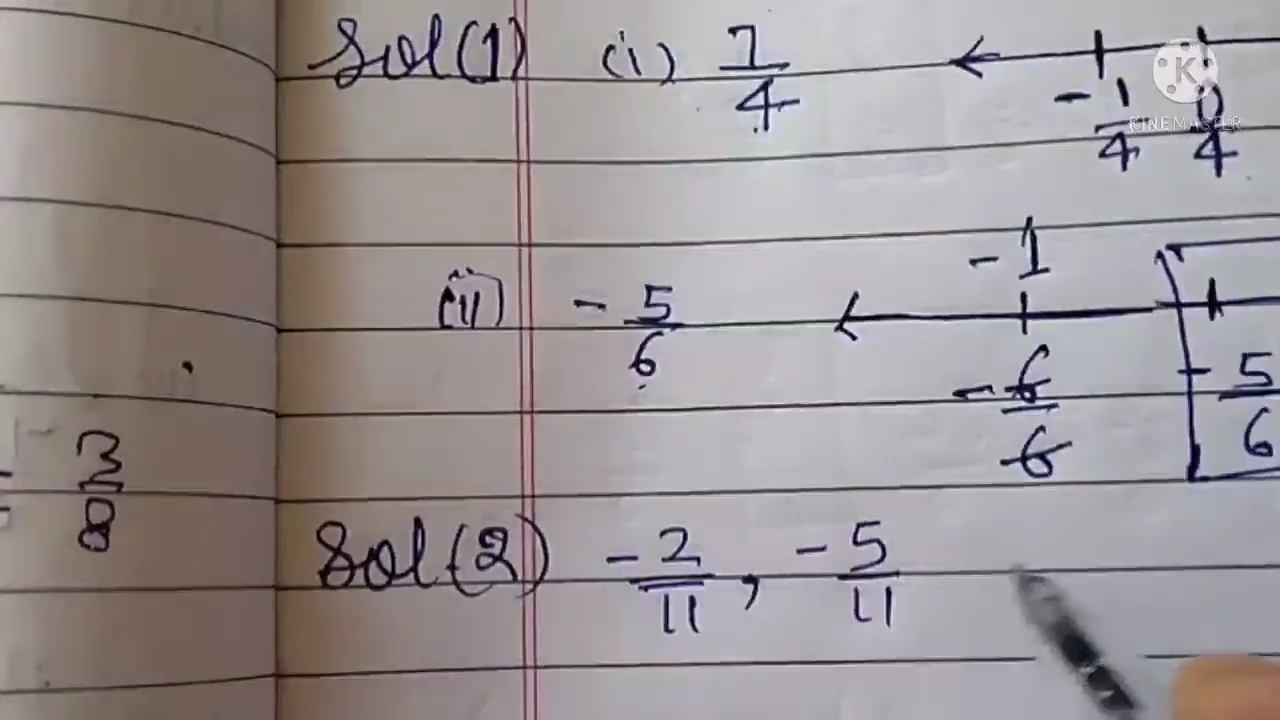 Sol(1) (i) 7/4
-1/4 0/4
K
KINEMASTER
-1
(ii) -5/6
-6/6 -5/6
3/8
Sol(2) -2/11, -5/11